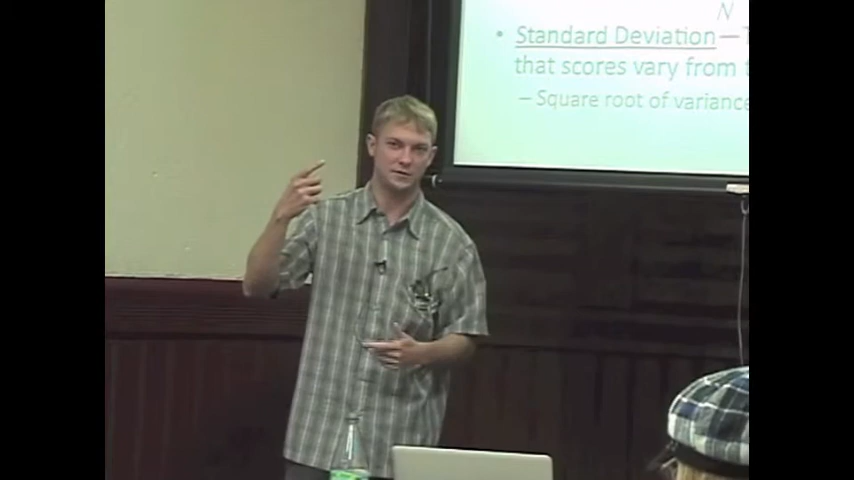 N
• Standard Deviation — T
that scores vary from t
– Square root of variance